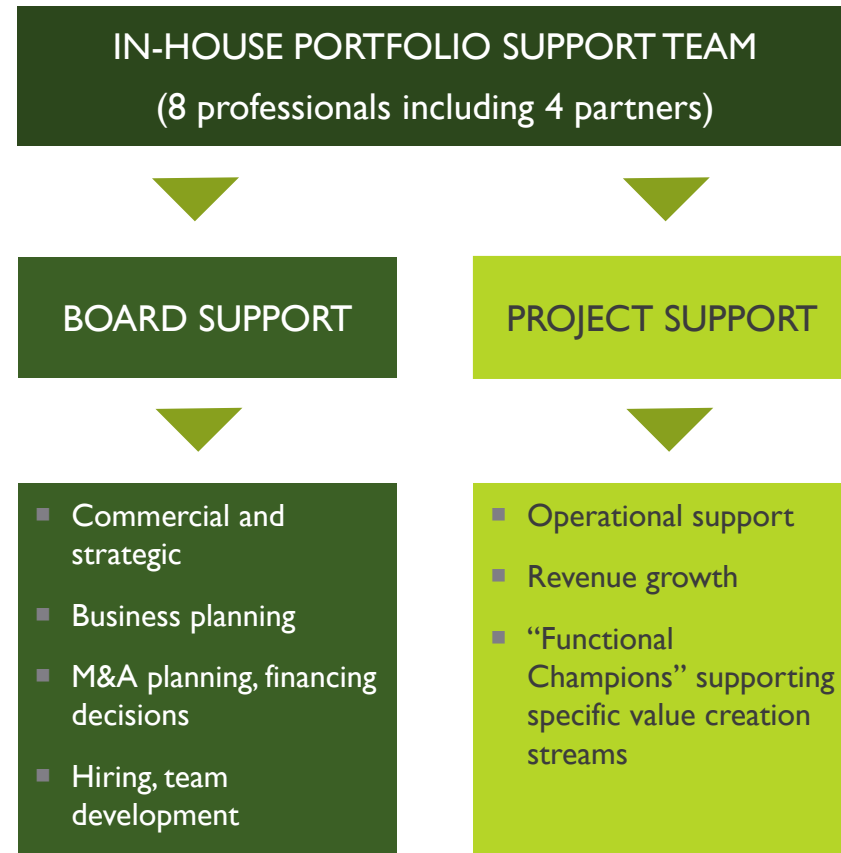 IN-HOUSE PORTFOLIO SUPPORT TEAM
(8 professionals including 4 partners)
BOARD SUPPORT
PROJECT SUPPORT
Commercial and
strategic
Business planning
M&A planning, financing
decisions
Hiring, team
development
Operational support
Revenue growth
“Functional
Champions” supporting
specific value creation
streams